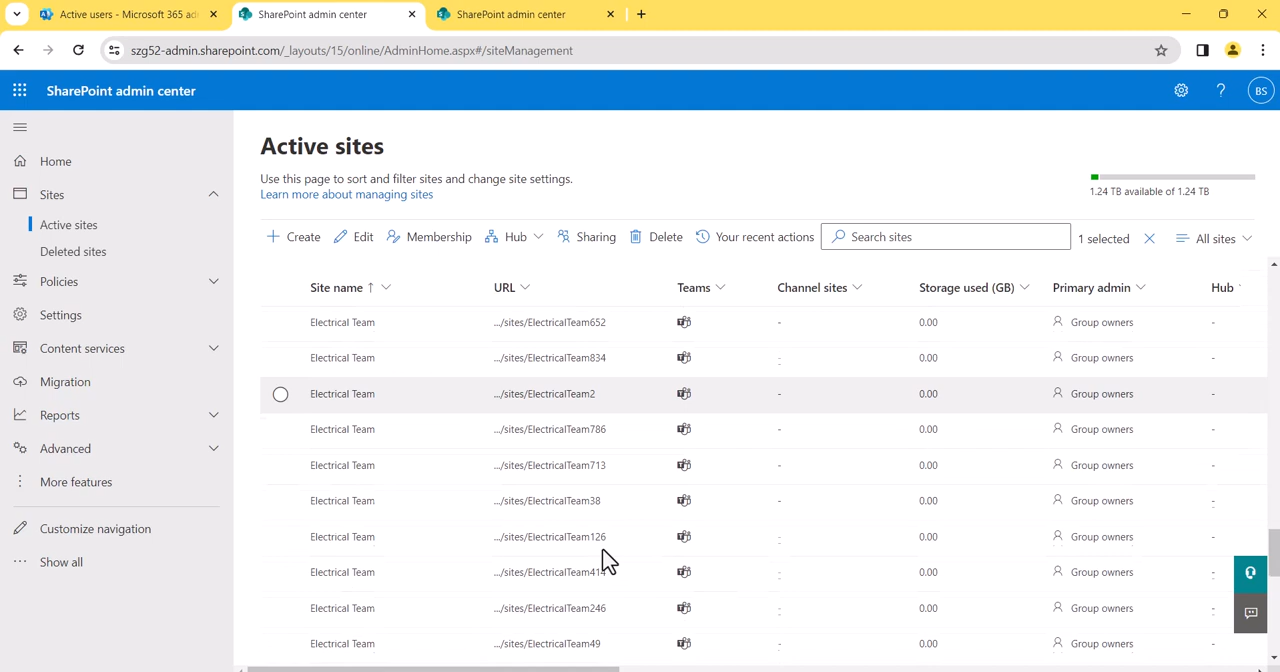 Active users - Microsoft 365 ad
SharePoint admin center
SharePoint admin center
szg52-admin.sharepoint.com/_layouts/15/online/AdminHome.aspx#/siteManagement
SharePoint admin center
BS
Home
Sites
Active sites
Deleted sites
Policies
Settings
Content services
Migration
Reports
Advanced
More features
Customize navigation
Show all
Active sites
Use this page to sort and filter sites and change site settings.
Learn more about managing sites
1.24 TB available of 1.24 TB
Create Edit Membership Hub Sharing Delete Your recent actions Search sites 1 selected All sites
Site name ↑ URL Teams Channel sites Storage used (GB) Primary admin Hub
Electrical Team .../sites/ElectricalTeam652 - 0.00 Group owners -
Electrical Team .../sites/ElectricalTeam834 - 0.00 Group owners -
Electrical Team .../sites/ElectricalTeam2 - 0.00 Group owners -
Electrical Team .../sites/ElectricalTeam786 - 0.00 Group owners -
Electrical Team .../sites/ElectricalTeam713 - 0.00 Group owners -
Electrical Team .../sites/ElectricalTeam38 - 0.00 Group owners -
Electrical Team .../sites/ElectricalTeam126 - 0.00 Group owners -
Electrical Team .../sites/ElectricalTeam414 - 0.00 Group owners -
Electrical Team .../sites/ElectricalTeam246 - 0.00 Group owners -
Electrical Team .../sites/ElectricalTeam49 - 0.00 Group owners -